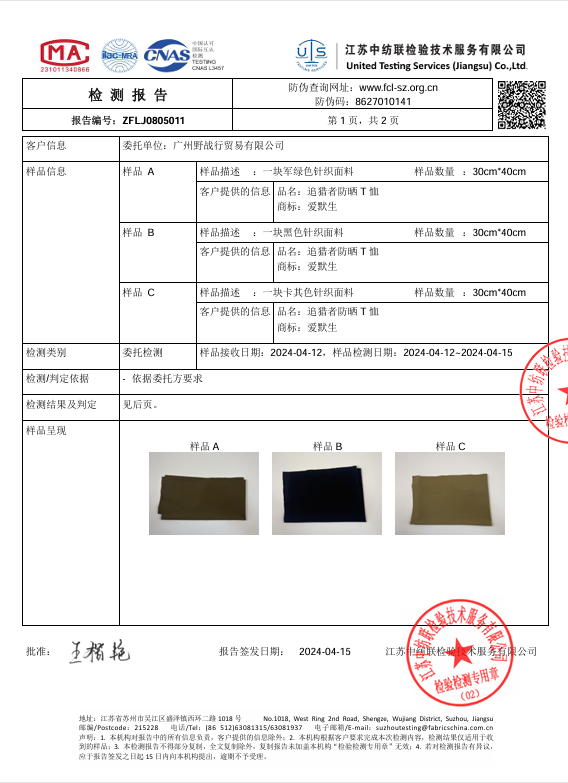 MA
231011340866
ilac-MRA
CNAS
中国认可
国际互认
检测
TESTING
CNAS L3457
UTS
江苏中纺联检验技术服务有限公司
United Testing Services (Jiangsu) Co.,Ltd.
检 测 报 告
防伪查询网址：www.fcl-sz.org.cn
防伪码：8627010141
报告编号：ZFLJ0805011
第 1 页，共 2 页
客户信息
委托单位：广州野战行贸易有限公司
样品信息
样品 A
样品描述 ：一块军绿色针织面料 样品数量 ：30cm*40cm
客户提供的信息
品名：追猎者防晒 T 恤
商标：爱默生
样品 B
样品描述 ：一块黑色针织面料 样品数量 ：30cm*40cm
客户提供的信息
品名：追猎者防晒 T 恤
商标：爱默生
样品 C
样品描述 ：一块卡其色针织面料 样品数量 ：30cm*40cm
客户提供的信息
品名：追猎者防晒 T 恤
商标：爱默生
检测类别
委托检测
样品接收日期：2024-04-12，样品检测日期：2024-04-12~2024-04-15
检测/判定依据
- 依据委托方要求
检测结果及判定
见后页。
样品呈现
样品 A
样品 B
样品 C
批准：
王楷艳
报告签发日期： 2024-04-15
江苏中纺联检验技术服务有限公司
江苏中纺联检验技术服务有限公司
检验检测专用章
（02）
地址：江苏省苏州市吴江区盛泽镇西环二路 1018 号 No.1018, West Ring 2nd Road, Shengze, Wujiang District, Suzhou, Jiangsu
邮编/Postcode：215228 电话/Tel：(86 512)63081315/63081937 电子邮箱/E-mail：suzhoutesting@fabricschina.com.cn
声明：1. 本机构对报告中的所有信息负责，客户提供的信息除外；2. 本机构根据客户要求完成本次检测内容，检测结果仅适用于收
到的样品；3. 本检测报告不得部分复制，全文复制除外，复制报告未加盖本机构“检验检测专用章”无效；4. 若对检测报告有异议，
应于报告签发之日起 15 日内向本机构提出，逾期不予受理。